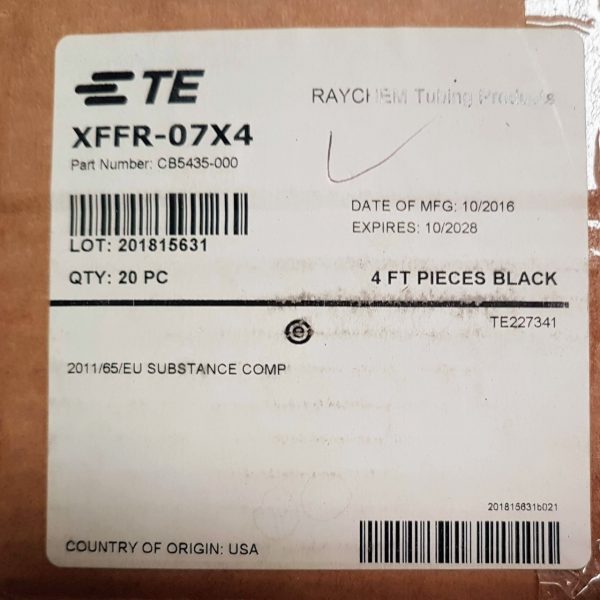 TE
RAYCHEM Tubing Products
XFFR-07X4
Part Number: CB5435-000
DATE OF MFG: 10/2016
EXPIRES: 10/2028
LOT: 201815631
QTY: 20 PC
4 FT PIECES BLACK
e
TE227341
2011/65/EU SUBSTANCE COMP
201815631b021
COUNTRY OF ORIGIN: USA